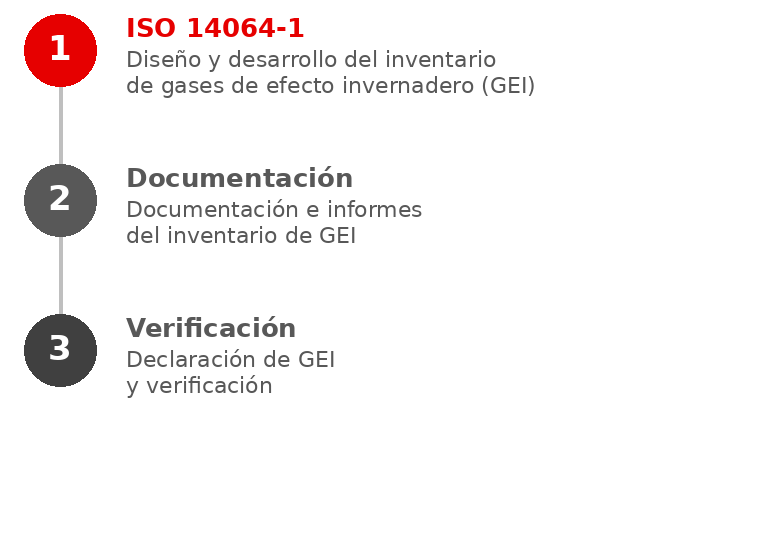 1
ISO 14064-1
Diseño y desarrollo del inventario
de gases de efecto invernadero (GEI)
2
Documentación
Documentación e informes
del inventario de GEI
3
Verificación
Declaración de GEI
y verificación